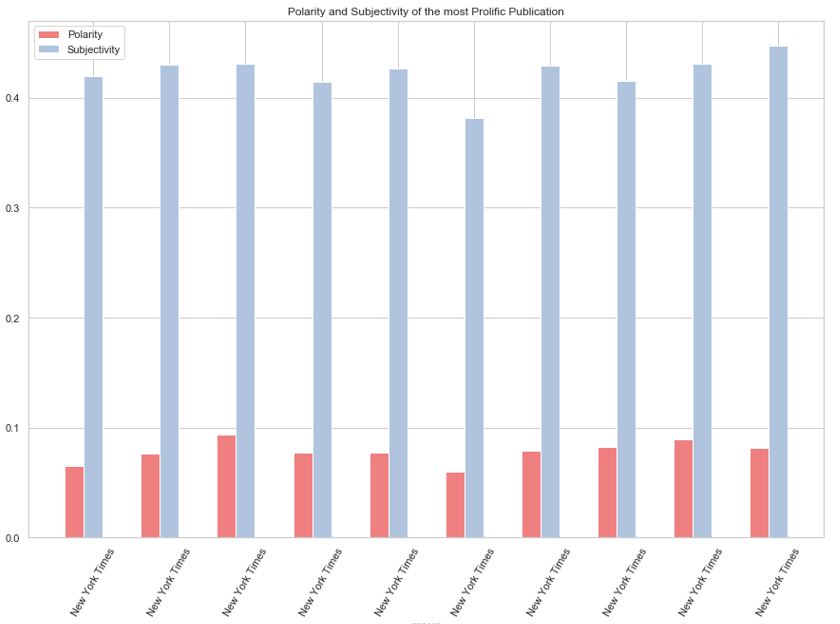 Polarity and Subjectivity of the most Prolific Publication
Polarity
Subjectivity
0.4
0.3
0.2
0.1
0.0
New York Times
New York Times
New York Times
New York Times
New York Times
New York Times
New York Times
New York Times
New York Times
New York Times